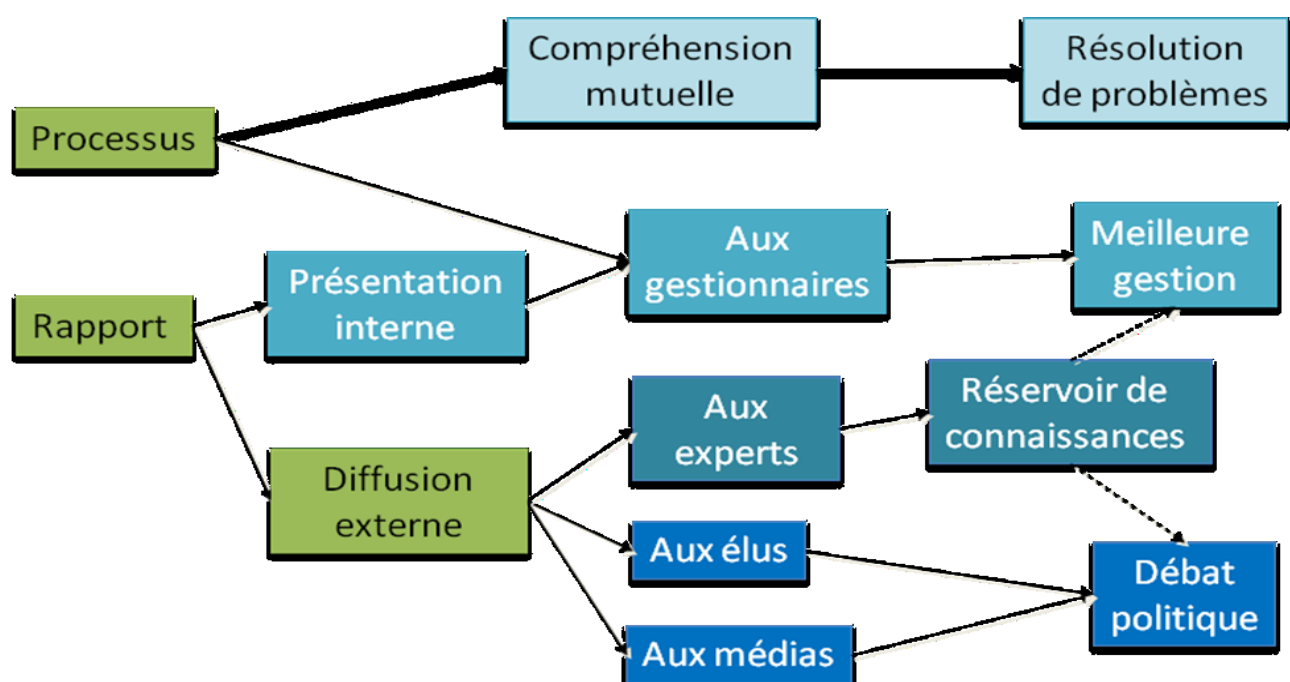 Compréhension
mutuelle
Résolution
de problèmes
Processus
Aux
gestionnaires
Meilleure
gestion
Présentation
interne
Rapport
Aux
experts
Réservoir de
connaissances
Diffusion
externe
Aux élus
Débat
politique
Aux médias